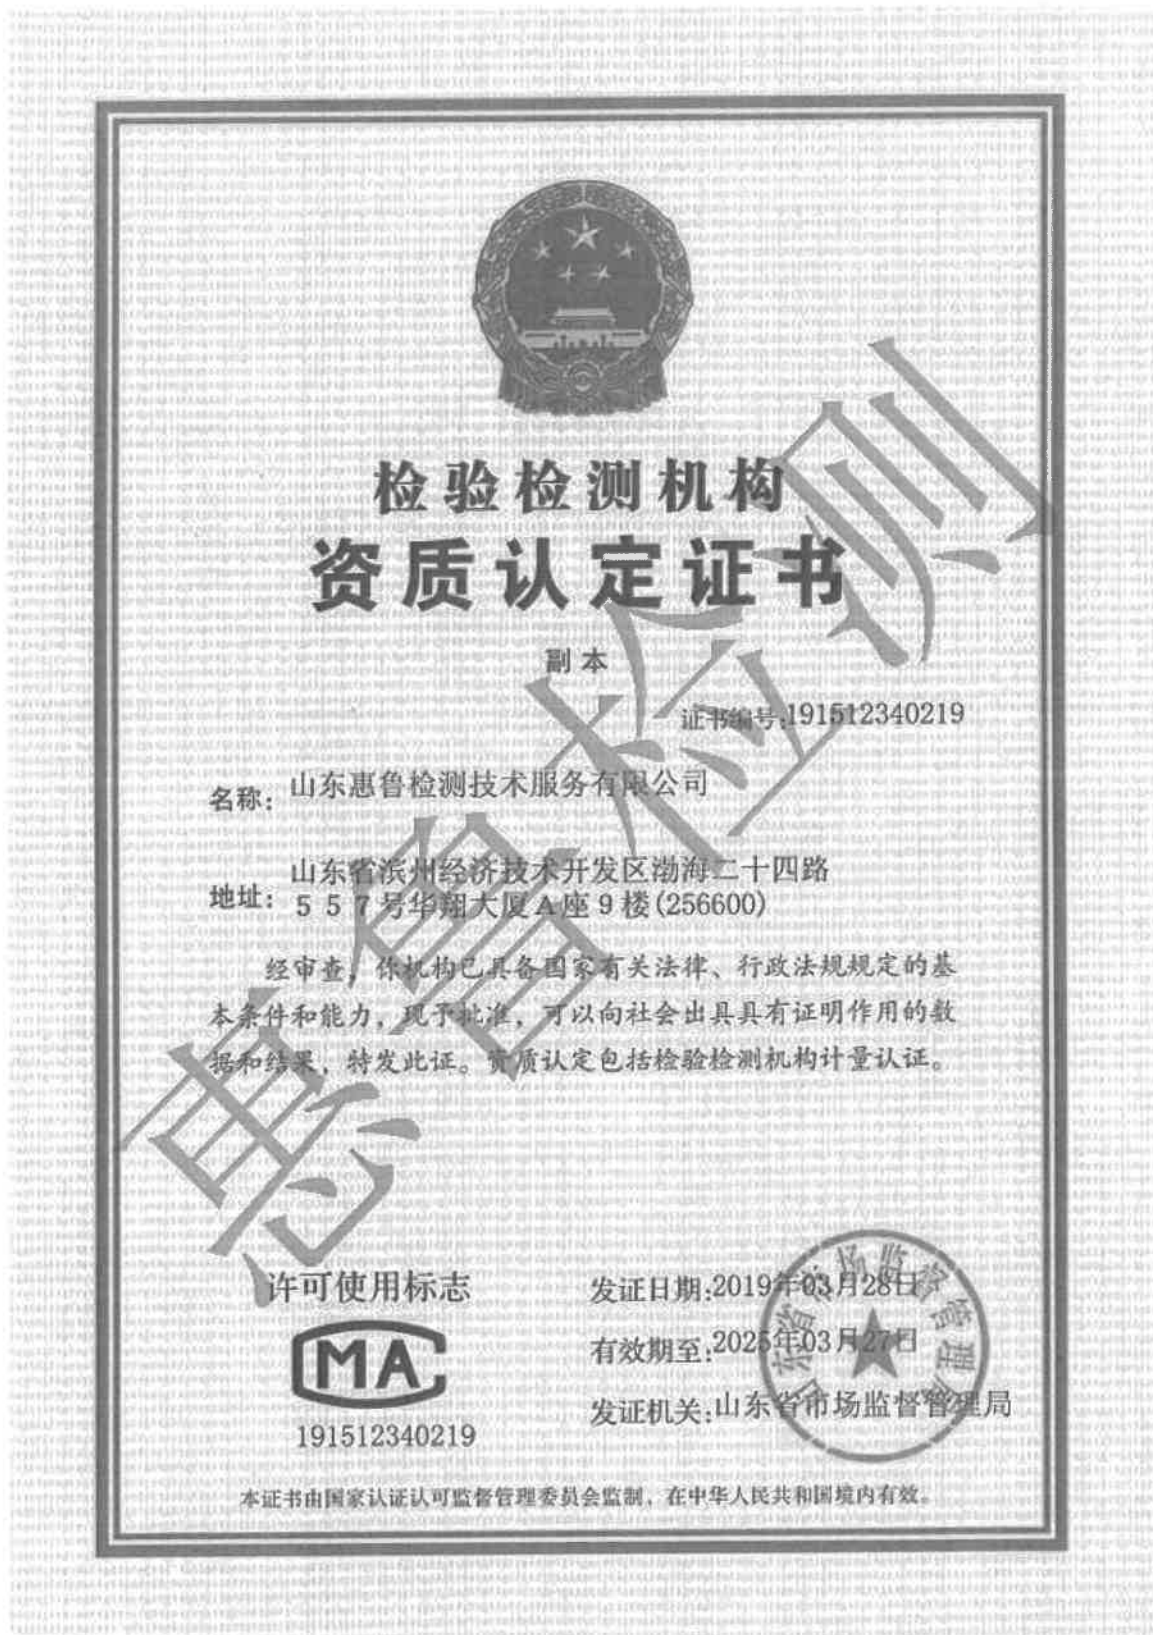 检验检测机构
资质认定证书
副本
证书编号:191512340219
名称: 山东惠鲁检测技术服务有限公司
地址: 山东省滨州经济技术开发区渤海二十四路
557号华翔大厦A座9楼(256600)
经审查，你机构已具备国家有关法律、行政法规规定的基
本条件和能力，现予批准，可以向社会出具具有证明作用的数
据和结果，特发此证。资质认定包括检验检测机构计量认证。
许可使用标志
MA
191512340219
发证日期:2019年03月28日
有效期至:2025年03月27日
发证机关:山东省市场监督管理局
山东省市场监督管理局
本证书由国家认证认可监督管理委员会监制，在中华人民共和国境内有效。
惠鲁检测